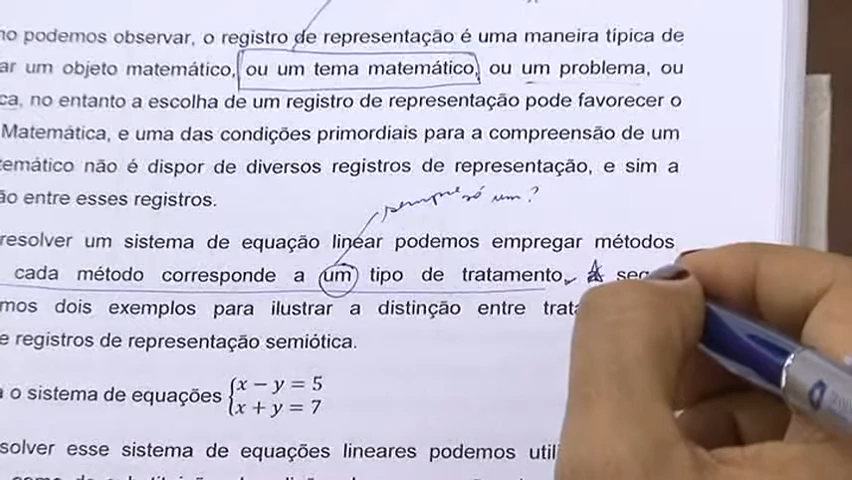 mo podemos observar, o registro de representação é uma maneira típica de
ar um objeto matemático, ou um tema matemático, ou um problema, ou
ca, no entanto a escolha de um registro de representação pode favorecer o
Matemática, e uma das condições primordiais para a compreensão de um
temático não é dispor de diversos registros de representação, e sim a
ão entre esses registros.
sempre só um?
resolver um sistema de equação linear podemos empregar métodos
cada método corresponde a um tipo de tratamento, A seg
mos dois exemplos para ilustrar a distinção entre trat
e registros de representação semiótica.
a o sistema de equações { x − y = 5
x + y = 7
solver esse sistema de equações lineares podemos util